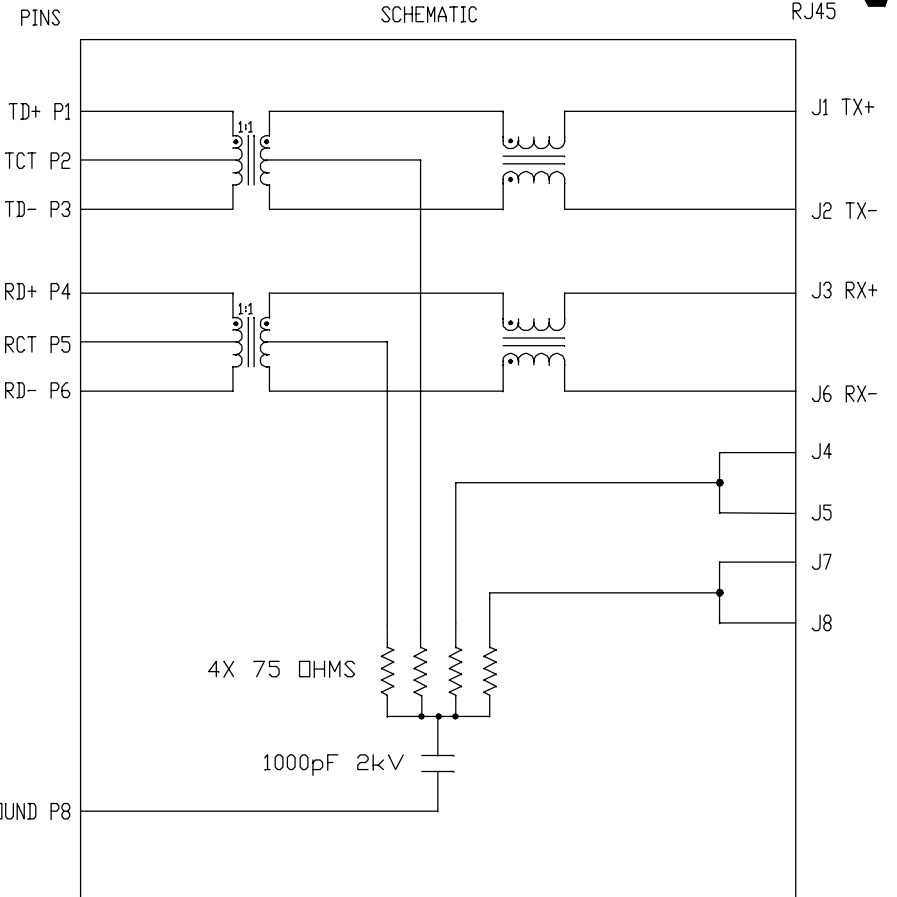 PINS SCHEMATIC RJ45
TD+ P1 1:1 J1 TX+
TCT P2
TD- P3 J2 TX-
RD+ P4 1:1 J3 RX+
RCT P5
RD- P6 J6 RX-
J4
J5
J7
J8
4X 75 OHMS
1000pF 2kV
P8